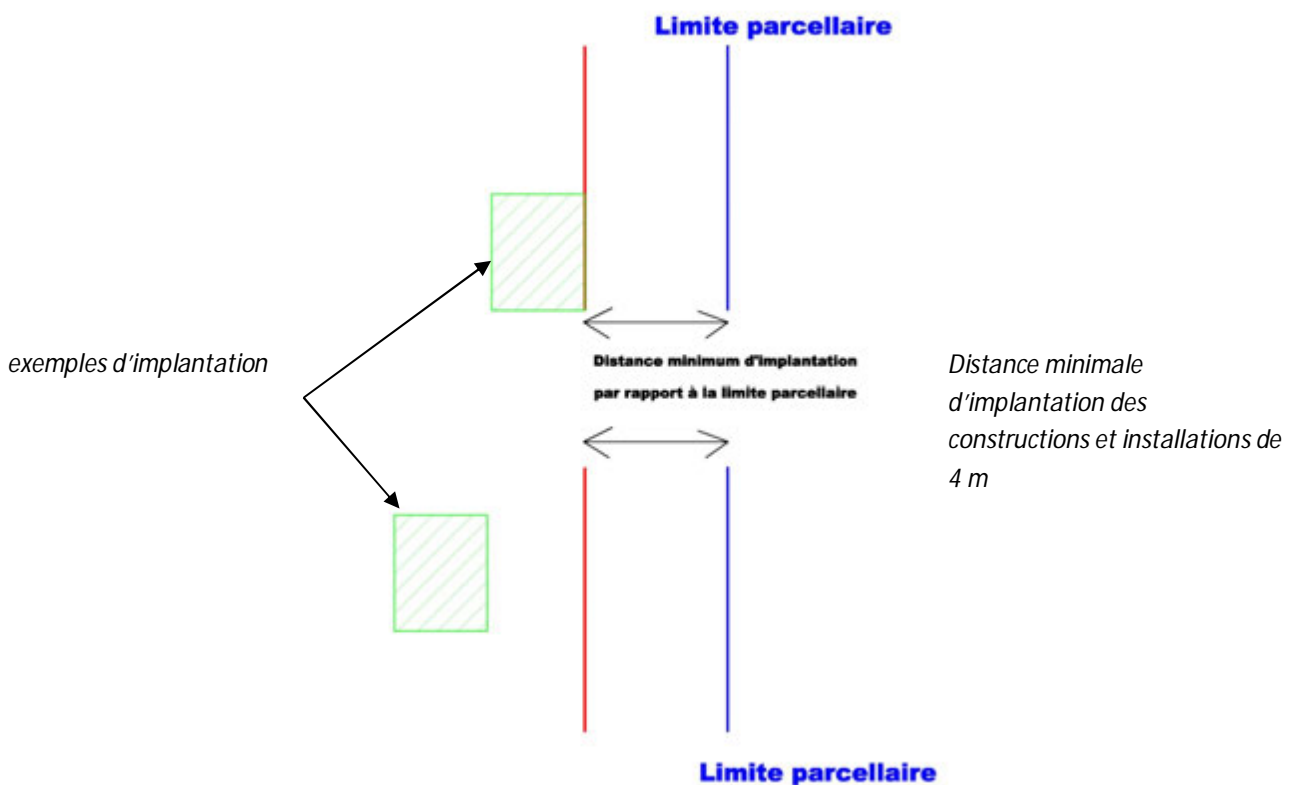 Limite parcellaire
exemples d'implantation
Distance minimum d'implantation
par rapport à la limite parcellaire
Distance minimale
d'implantation des
constructions et installations de
4 m
Limite parcellaire